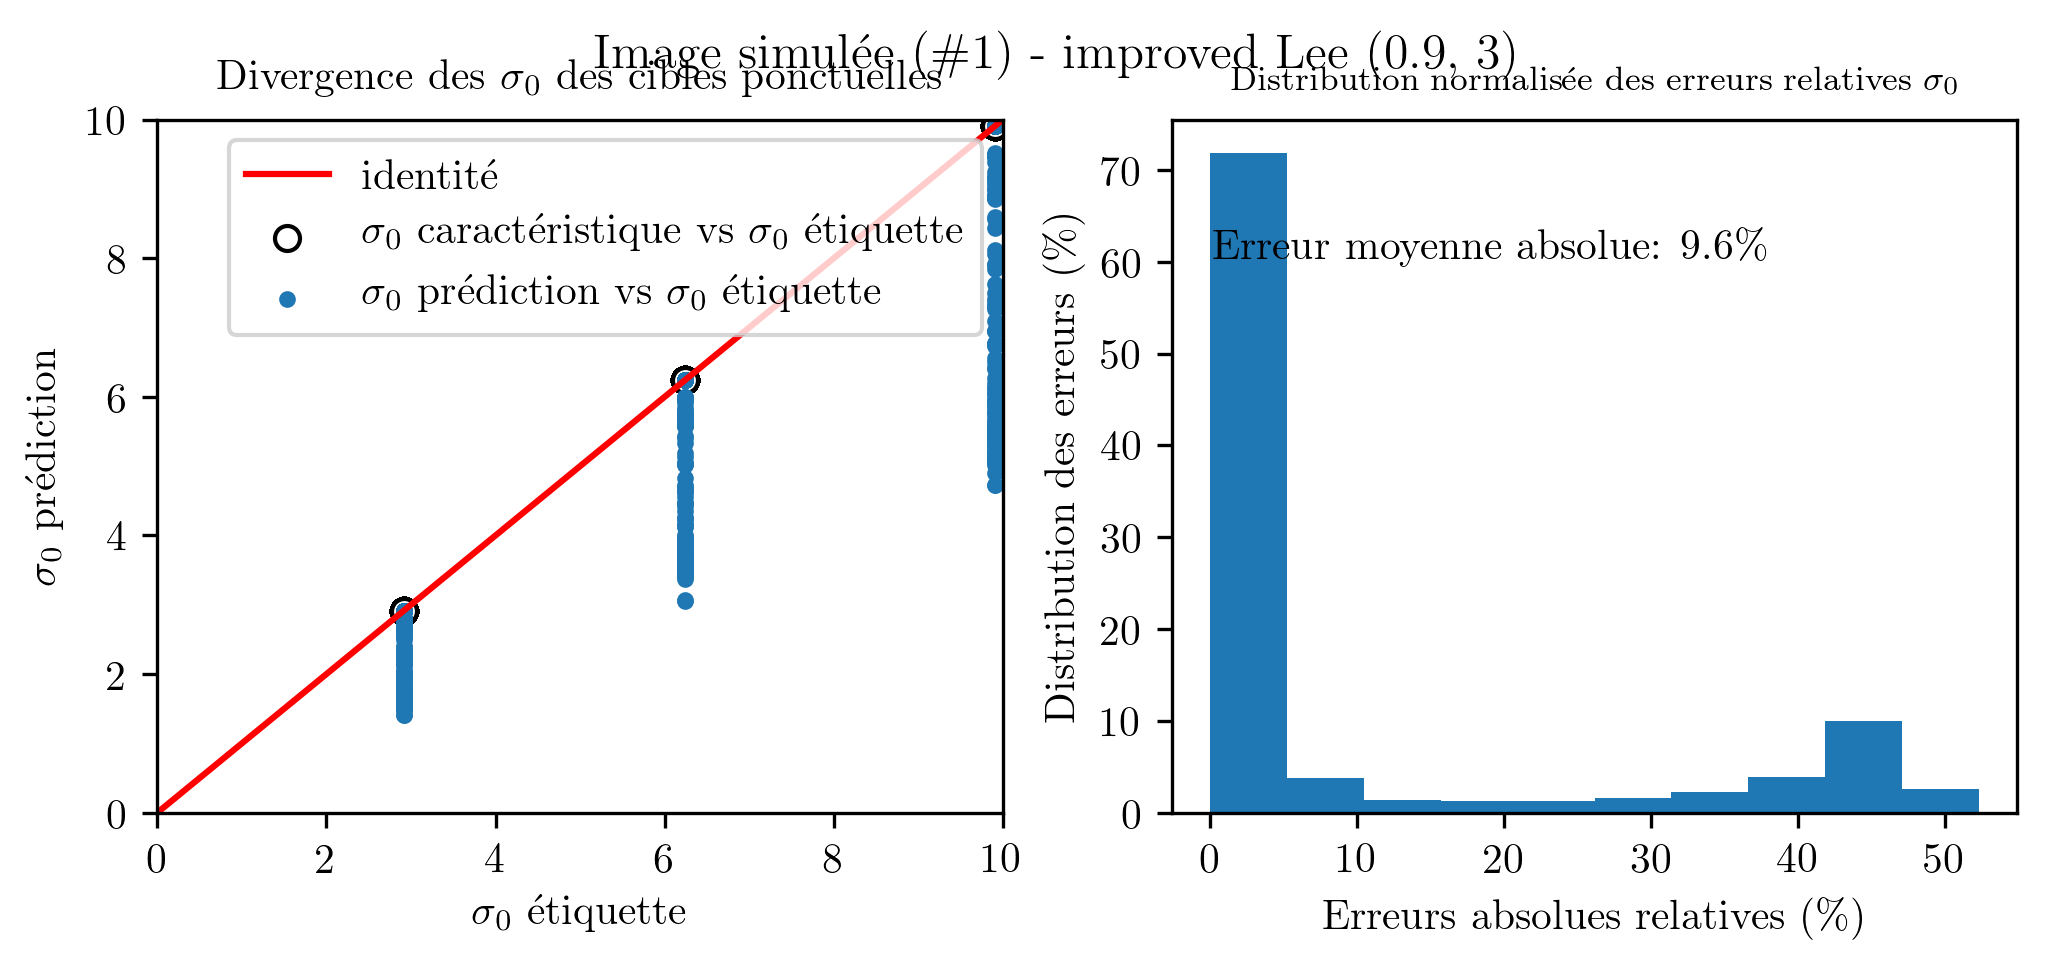 Image simulée (#1) - improved Lee (0.9, 3)
Divergence des σ₀ des cibles ponctuelles
identité
σ₀ caractéristique vs σ₀ étiquette
σ₀ prédiction vs σ₀ étiquette
10
8
6
4
2
0
σ₀ prédiction
0 2 4 6 8 10
σ₀ étiquette
Distribution normalisée des erreurs relatives σ₀
Erreur moyenne absolue: 9.6%
70
60
50
40
30
20
10
0
Distribution des erreurs (%)
0 10 20 30 40 50
Erreurs absolues relatives (%)